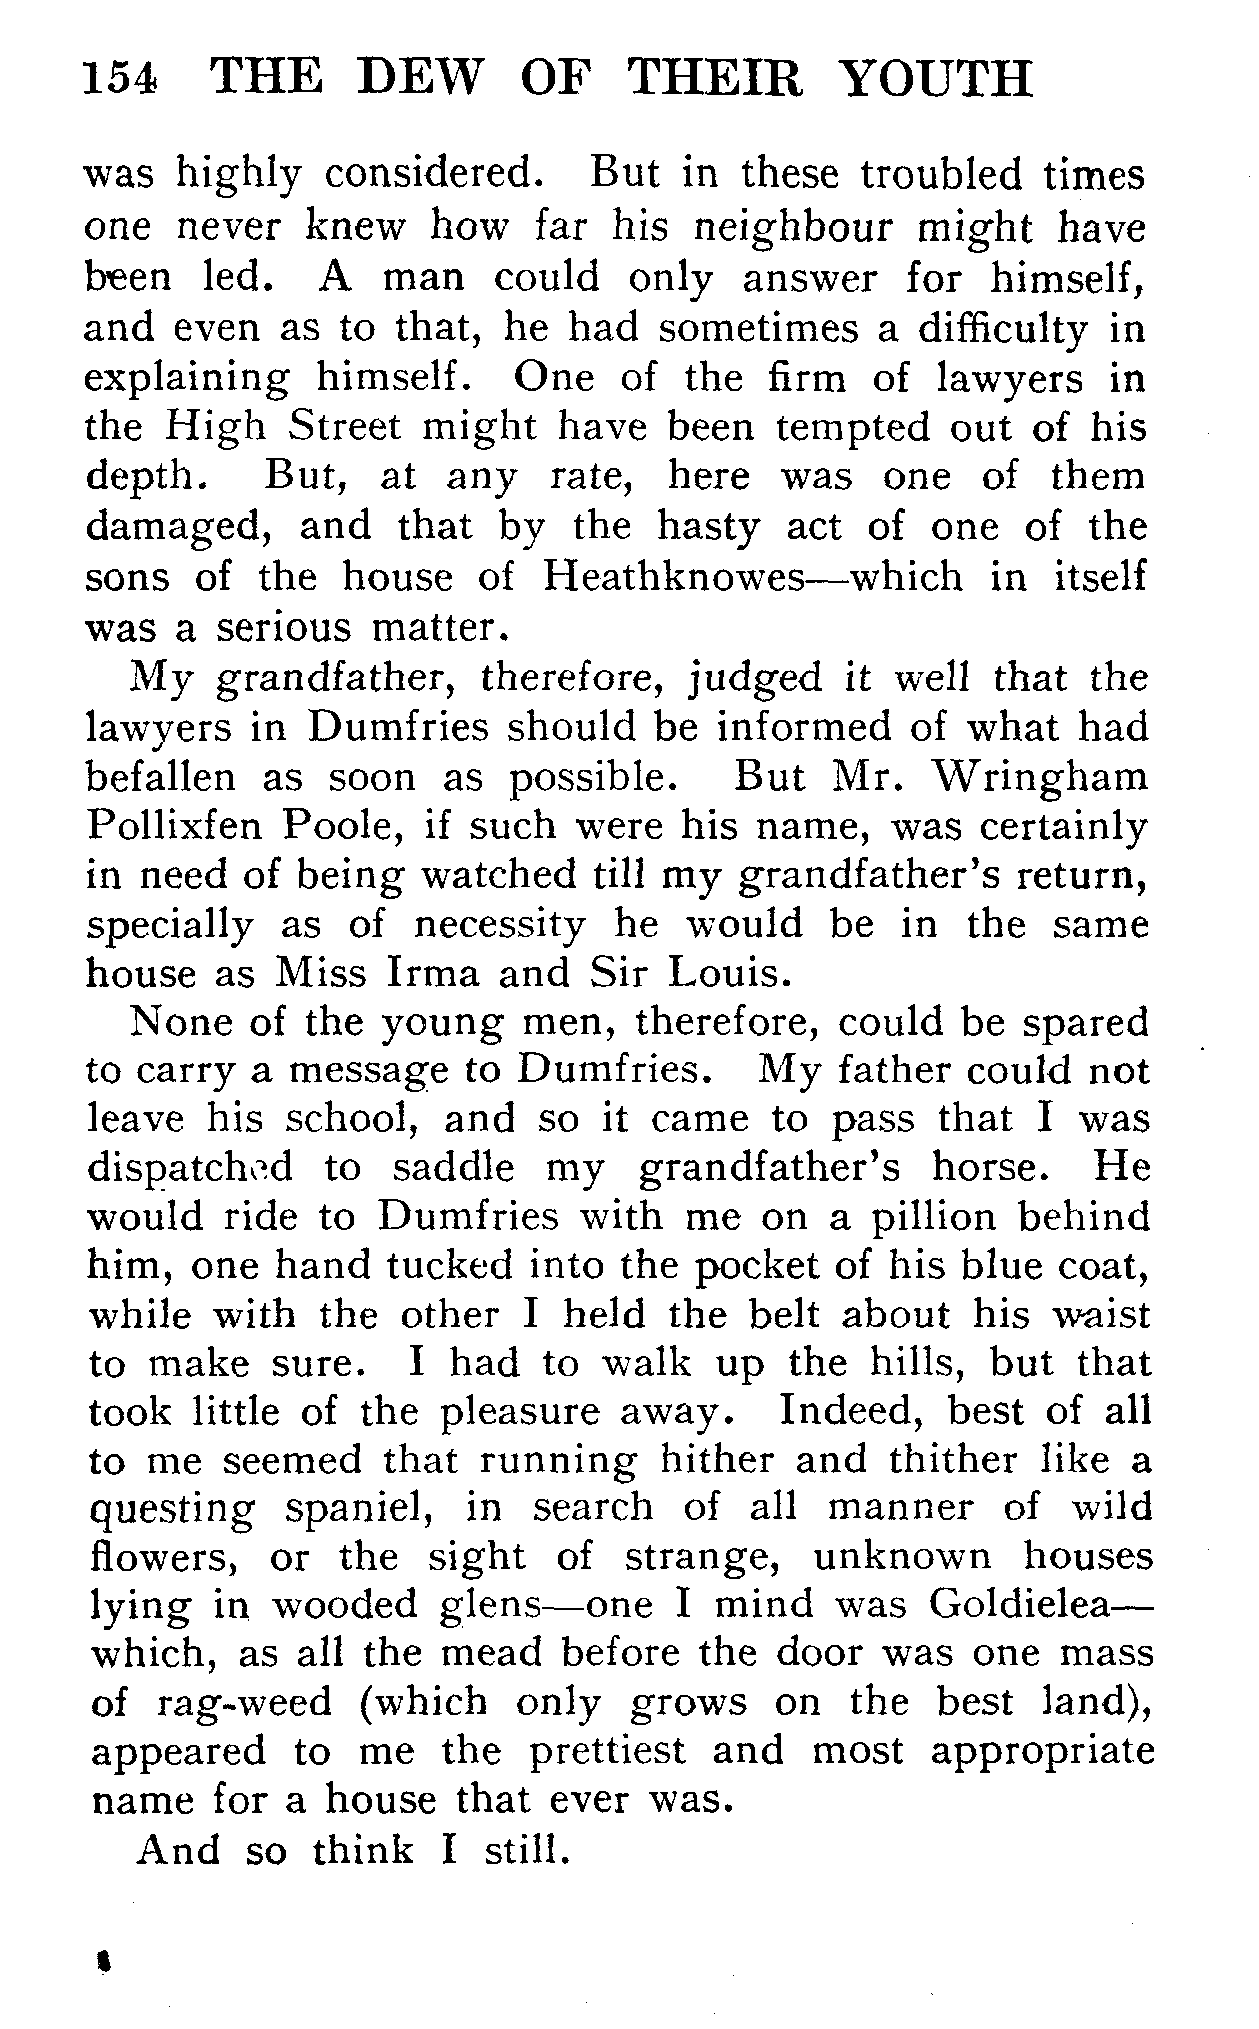 154 THE DEW OF THEIR YOUTH
was highly considered. But in these troubled times
one never knew how far his neighbour might have
been led. A man could only answer for himself,
and even as to that, he had sometimes a difficulty in
explaining himself. One of the firm of lawyers in
the High Street might have been tempted out of his
depth. But, at any rate, here was one of them
damaged, and that by the hasty act of one of the
sons of the house of Heathknowes—which in itself
was a serious matter.
My grandfather, therefore, judged it well that the
lawyers in Dumfries should be informed of what had
befallen as soon as possible. But Mr. Wringham
Pollixfen Poole, if such were his name, was certainly
in need of being watched till my grandfather's return,
specially as of necessity he would be in the same
house as Miss Irma and Sir Louis.
None of the young men, therefore, could be spared
to carry a message to Dumfries. My father could not
leave his school, and so it came to pass that I was
dispatched to saddle my grandfather's horse. He
would ride to Dumfries with me on a pillion behind
him, one hand tucked into the pocket of his blue coat,
while with the other I held the belt about his waist
to make sure. I had to walk up the hills, but that
took little of the pleasure away. Indeed, best of all
to me seemed that running hither and thither like a
questing spaniel, in search of all manner of wild
flowers, or the sight of strange, unknown houses
lying in wooded glens—one I mind was Goldielea—
which, as all the mead before the door was one mass
of rag-weed (which only grows on the best land),
appeared to me the prettiest and most appropriate
name for a house that ever was.
And so think I still.